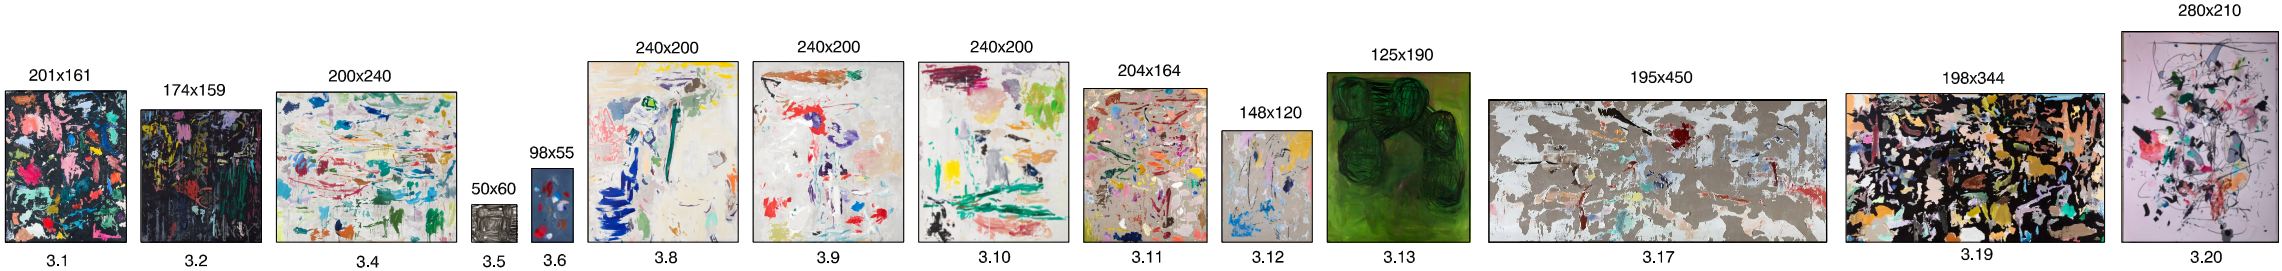 201x161
174x159
200x240
50x60
98x55
240x200
240x200
240x200
204x164
148x120
125x190
195x450
198x344
280x210
3.1
3.2
3.4
3.5
3.6
3.8
3.9
3.10
3.11
3.12
3.13
3.17
3.19
3.20